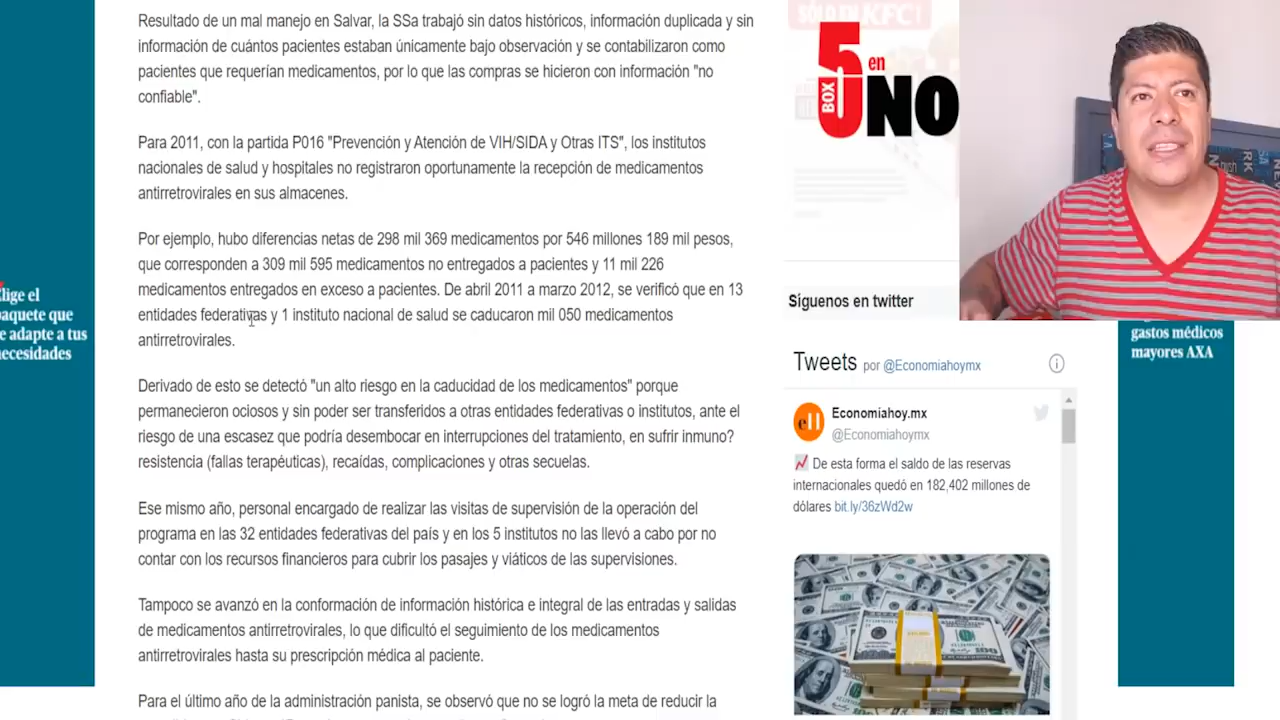 Resultado de un mal manejo en Salvar, la SSa trabajó sin datos históricos, información duplicada y sin
información de cuántos pacientes estaban únicamente bajo observación y se contabilizaron como
pacientes que requerían medicamentos, por lo que las compras se hicieron con información "no
confiable".
Para 2011, con la partida P016 "Prevención y Atención de VIH/SIDA y Otras ITS", los institutos
nacionales de salud y hospitales no registraron oportunamente la recepción de medicamentos
antirretrovirales en sus almacenes.
Por ejemplo, hubo diferencias netas de 298 mil 369 medicamentos por 546 millones 189 mil pesos,
que corresponden a 309 mil 595 medicamentos no entregados a pacientes y 11 mil 226
medicamentos entregados en exceso a pacientes. De abril 2011 a marzo 2012, se verificó que en 13
entidades federativas y 1 instituto nacional de salud se caducaron mil 050 medicamentos
antirretrovirales.
Derivado de esto se detectó "un alto riesgo en la caducidad de los medicamentos" porque
permanecieron ociosos y sin poder ser transferidos a otras entidades federativas o institutos, ante el
riesgo de una escasez que podría desembocar en interrupciones del tratamiento, en sufrir inmuno?
resistencia (fallas terapéuticas), recaídas, complicaciones y otras secuelas.
Ese mismo año, personal encargado de realizar las visitas de supervisión de la operación del
programa en las 32 entidades federativas del país y en los 5 institutos no las llevó a cabo por no
contar con los recursos financieros para cubrir los pasajes y viáticos de las supervisiones.
Tampoco se avanzó en la conformación de información histórica e integral de las entradas y salidas
de medicamentos antirretrovirales, lo que dificultó el seguimiento de los medicamentos
antirretrovirales hasta su prescripción médica al paciente.
Para el último año de la administración panista, se observó que no se logró la meta de reducir la
lige el
paquete que
e adapte a tus
necesidades
KFC!
5 en
BOX
UNO
Síguenos en twitter
Tweets por @Economiahoymx
Economiahoy.mx
@Economiahoymx
De esta forma el saldo de las reservas
internacionales quedó en 182,402 millones de
dólares bit.ly/36zWd2w
gastos médicos
mayores AXA